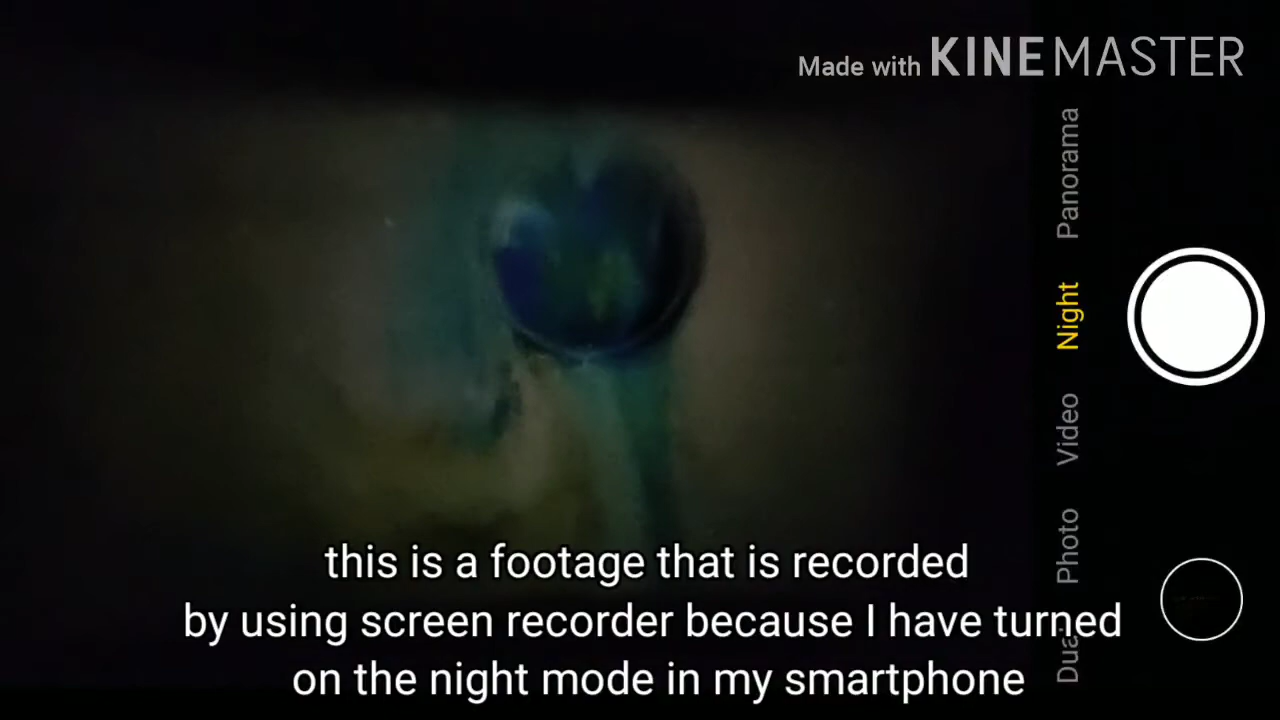 Made with KINEMASTER
Panorama
Night
Video
Photo
Dual
this is a footage that is recorded
by using screen recorder because I have turned
on the night mode in my smartphone